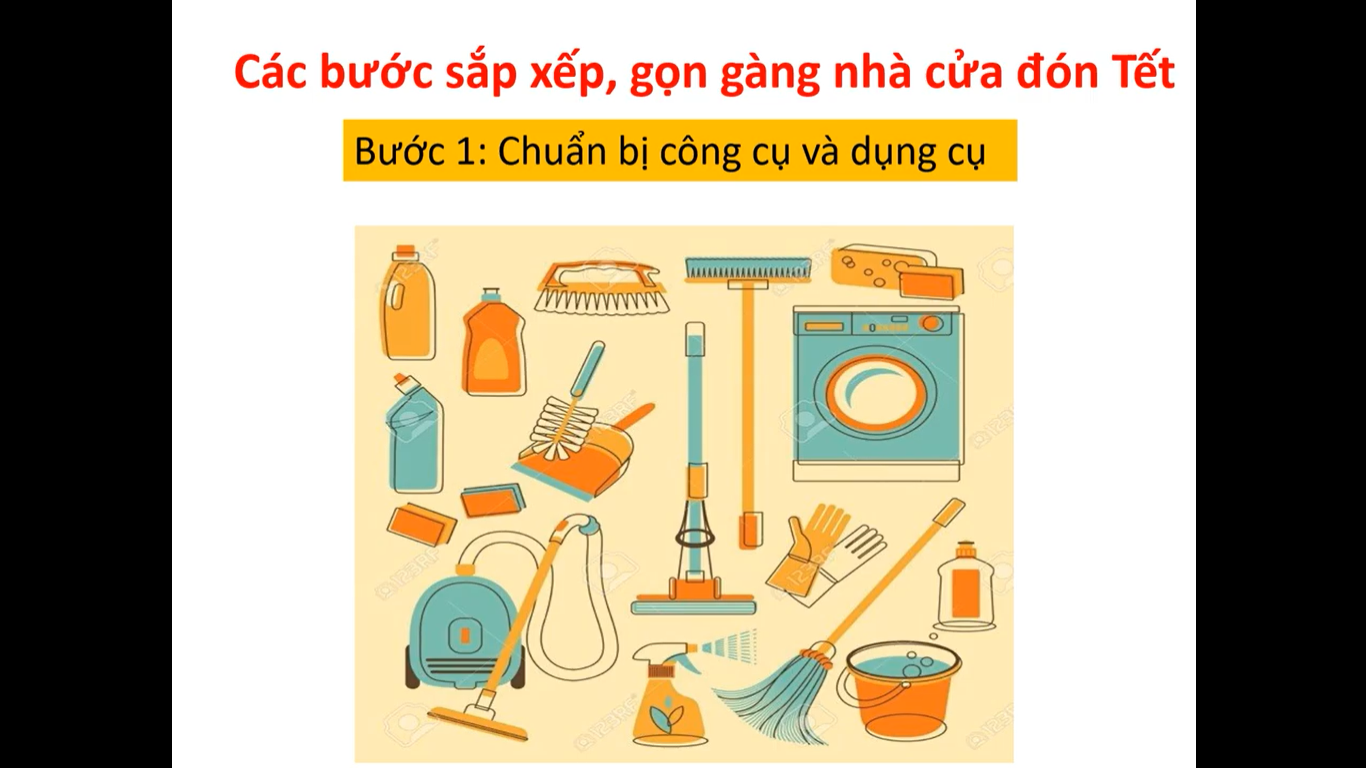 Các bước sắp xếp, gọn gàng nhà cửa đón Tết
Bước 1: Chuẩn bị công cụ và dụng cụ
123RF